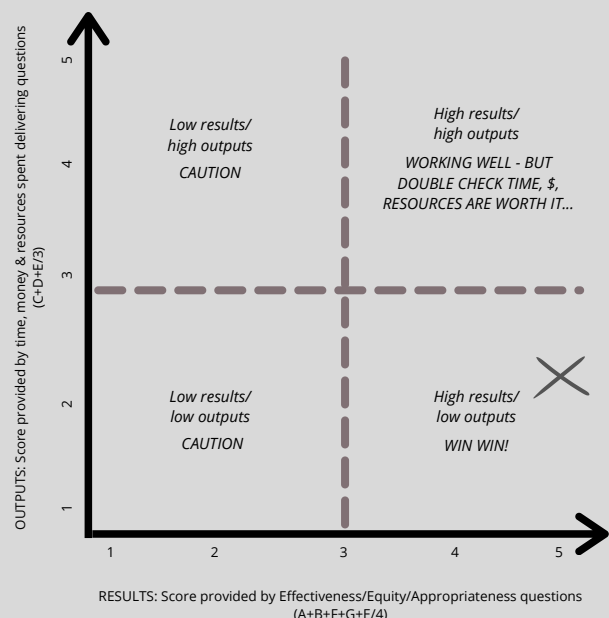 OUTPUTS: Score provided by time, money & resources spent delivering questions
(C+D+E/3)
5
4
3
2
1
Low results/
high outputs
CAUTION
High results/
high outputs
WORKING WELL - BUT
DOUBLE CHECK TIME, $,
RESOURCES ARE WORTH IT...
Low results/
low outputs
CAUTION
High results/
low outputs
WIN WIN!
1 2 3 4 5
RESULTS: Score provided by Effectiveness/Equity/Appropriateness questions
(A+B+F+G+E/4)